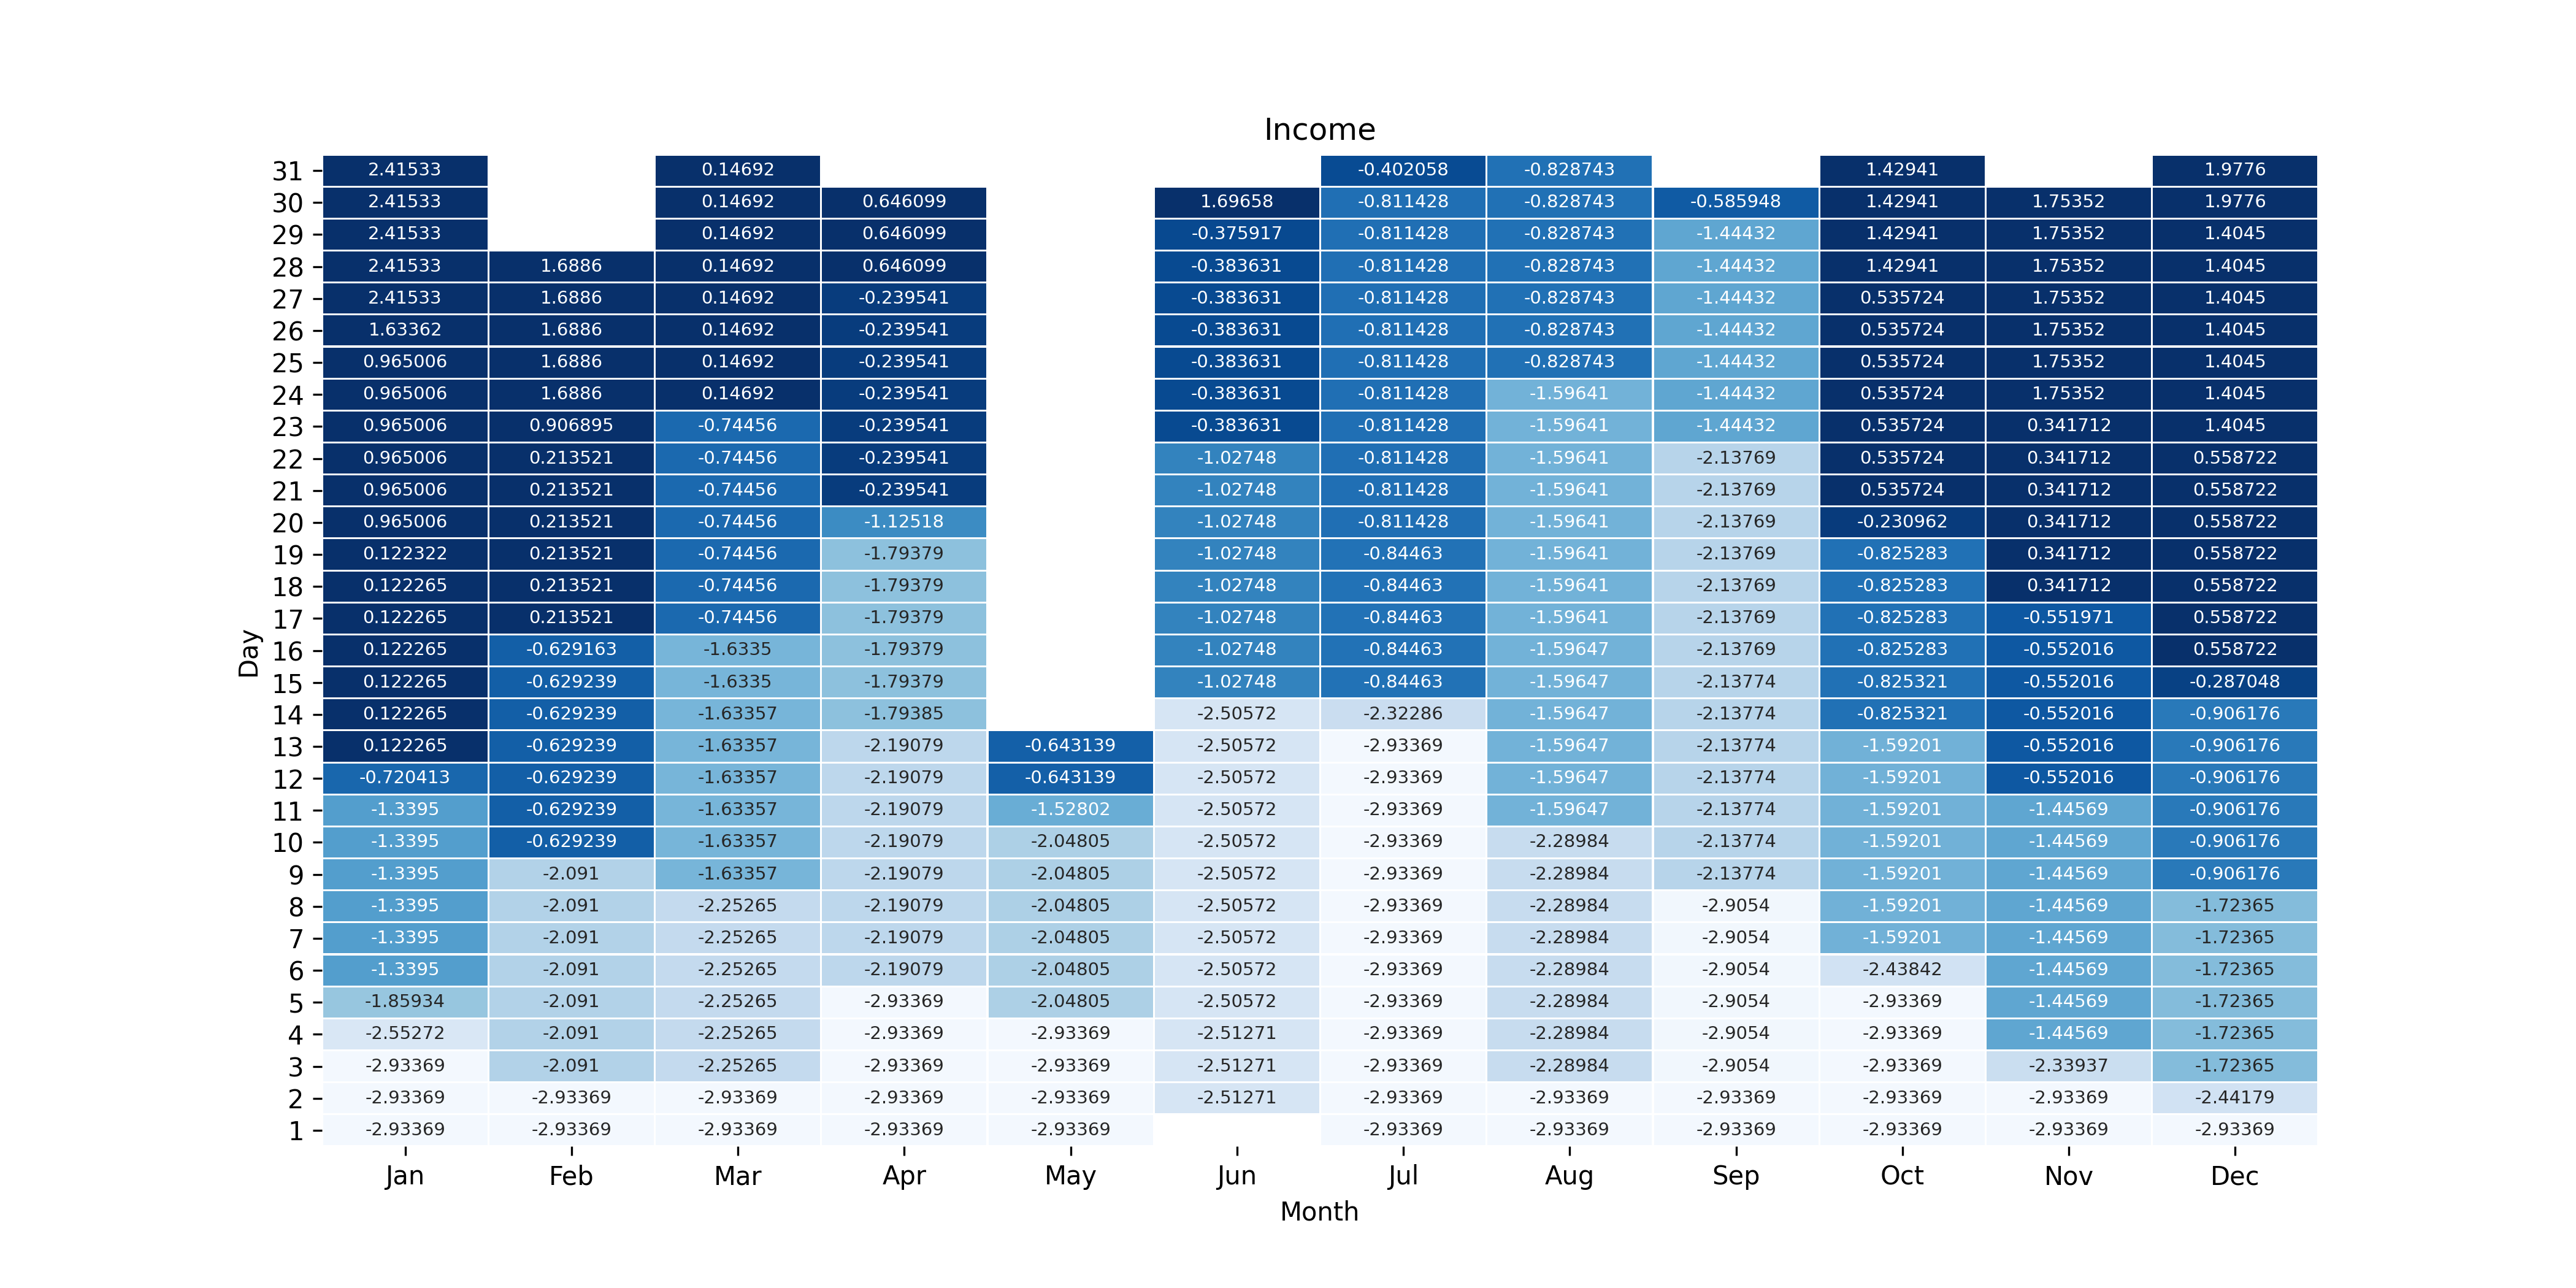 Income
31 2.41533 0.14692 -0.402058 -0.828743 1.42941 1.9776
30 2.41533 0.14692 0.646099 1.69658 -0.811428 -0.828743 -0.585948 1.42941 1.75352 1.9776
29 2.41533 0.14692 0.646099 -0.375917 -0.811428 -0.828743 -1.44432 1.42941 1.75352 1.4045
28 2.41533 1.6886 0.14692 0.646099 -0.383631 -0.811428 -0.828743 -1.44432 1.42941 1.75352 1.4045
27 2.41533 1.6886 0.14692 -0.239541 -0.383631 -0.811428 -0.828743 -1.44432 0.535724 1.75352 1.4045
26 1.63362 1.6886 0.14692 -0.239541 -0.383631 -0.811428 -0.828743 -1.44432 0.535724 1.75352 1.4045
25 0.965006 1.6886 0.14692 -0.239541 -0.383631 -0.811428 -0.828743 -1.44432 0.535724 1.75352 1.4045
24 0.965006 1.6886 0.14692 -0.239541 -0.383631 -0.811428 -1.59641 -1.44432 0.535724 1.75352 1.4045
23 0.965006 0.906895 -0.74456 -0.239541 -0.383631 -0.811428 -1.59641 -1.44432 0.535724 0.341712 1.4045
22 0.965006 0.213521 -0.74456 -0.239541 -1.02748 -0.811428 -1.59641 -2.13769 0.535724 0.341712 0.558722
21 0.965006 0.213521 -0.74456 -0.239541 -1.02748 -0.811428 -1.59641 -2.13769 0.535724 0.341712 0.558722
20 0.965006 0.213521 -0.74456 -1.12518 -1.02748 -0.811428 -1.59641 -2.13769 -0.230962 0.341712 0.558722
19 0.122322 0.213521 -0.74456 -1.79379 -1.02748 -0.84463 -1.59641 -2.13769 -0.825283 0.341712 0.558722
18 0.122265 0.213521 -0.74456 -1.79379 -1.02748 -0.84463 -1.59641 -2.13769 -0.825283 0.341712 0.558722
17 0.122265 0.213521 -0.74456 -1.79379 -1.02748 -0.84463 -1.59641 -2.13769 -0.825283 -0.551971 0.558722
16 0.122265 -0.629163 -1.6335 -1.79379 -1.02748 -0.84463 -1.59647 -2.13769 -0.825283 -0.552016 0.558722
15 0.122265 -0.629239 -1.6335 -1.79379 -1.02748 -0.84463 -1.59647 -2.13774 -0.825321 -0.552016 -0.287048
14 0.122265 -0.629239 -1.63357 -1.79385 -2.50572 -2.32286 -1.59647 -2.13774 -0.825321 -0.552016 -0.906176
13 0.122265 -0.629239 -1.63357 -2.19079 -0.643139 -2.50572 -2.93369 -1.59647 -2.13774 -1.59201 -0.552016 -0.906176
12 -0.720413 -0.629239 -1.63357 -2.19079 -0.643139 -2.50572 -2.93369 -1.59647 -2.13774 -1.59201 -0.552016 -0.906176
11 -1.3395 -0.629239 -1.63357 -2.19079 -1.52802 -2.50572 -2.93369 -1.59647 -2.13774 -1.59201 -1.44569 -0.906176
10 -1.3395 -0.629239 -1.63357 -2.19079 -2.04805 -2.50572 -2.93369 -2.28984 -2.13774 -1.59201 -1.44569 -0.906176
9 -1.3395 -2.091 -1.63357 -2.19079 -2.04805 -2.50572 -2.93369 -2.28984 -2.13774 -1.59201 -1.44569 -0.906176
8 -1.3395 -2.091 -2.25265 -2.19079 -2.04805 -2.50572 -2.93369 -2.28984 -2.9054 -1.59201 -1.44569 -1.72365
7 -1.3395 -2.091 -2.25265 -2.19079 -2.04805 -2.50572 -2.93369 -2.28984 -2.9054 -1.59201 -1.44569 -1.72365
6 -1.3395 -2.091 -2.25265 -2.19079 -2.04805 -2.50572 -2.93369 -2.28984 -2.9054 -2.43842 -1.44569 -1.72365
5 -1.85934 -2.091 -2.25265 -2.93369 -2.04805 -2.50572 -2.93369 -2.28984 -2.9054 -2.93369 -1.44569 -1.72365
4 -2.55272 -2.091 -2.25265 -2.93369 -2.93369 -2.51271 -2.93369 -2.28984 -2.9054 -2.93369 -1.44569 -1.72365
3 -2.93369 -2.091 -2.25265 -2.93369 -2.93369 -2.51271 -2.93369 -2.28984 -2.9054 -2.93369 -2.33937 -1.72365
2 -2.93369 -2.93369 -2.93369 -2.93369 -2.93369 -2.51271 -2.93369 -2.93369 -2.93369 -2.93369 -2.93369 -2.44179
1 -2.93369 -2.93369 -2.93369 -2.93369 -2.93369 -2.93369 -2.93369 -2.93369 -2.93369 -2.93369 -2.93369
Day
Jan Feb Mar Apr May Jun Jul Aug Sep Oct Nov Dec
Month